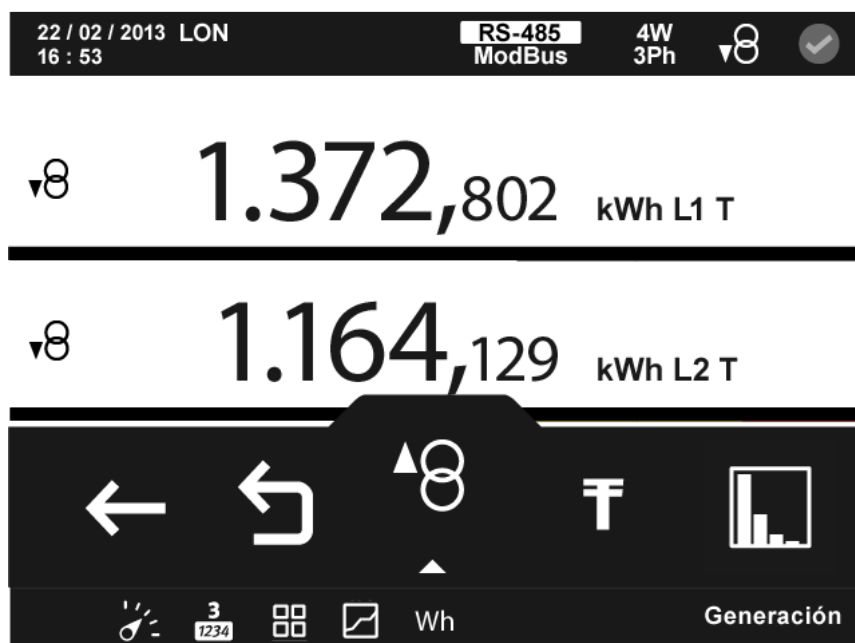 22 / 02 / 2013 LON RS-485 4W
16 : 53 ModBus 3Ph
1.372,802 kWh L1 T
1.164,129 kWh L2 T
3
1234 Wh Generación